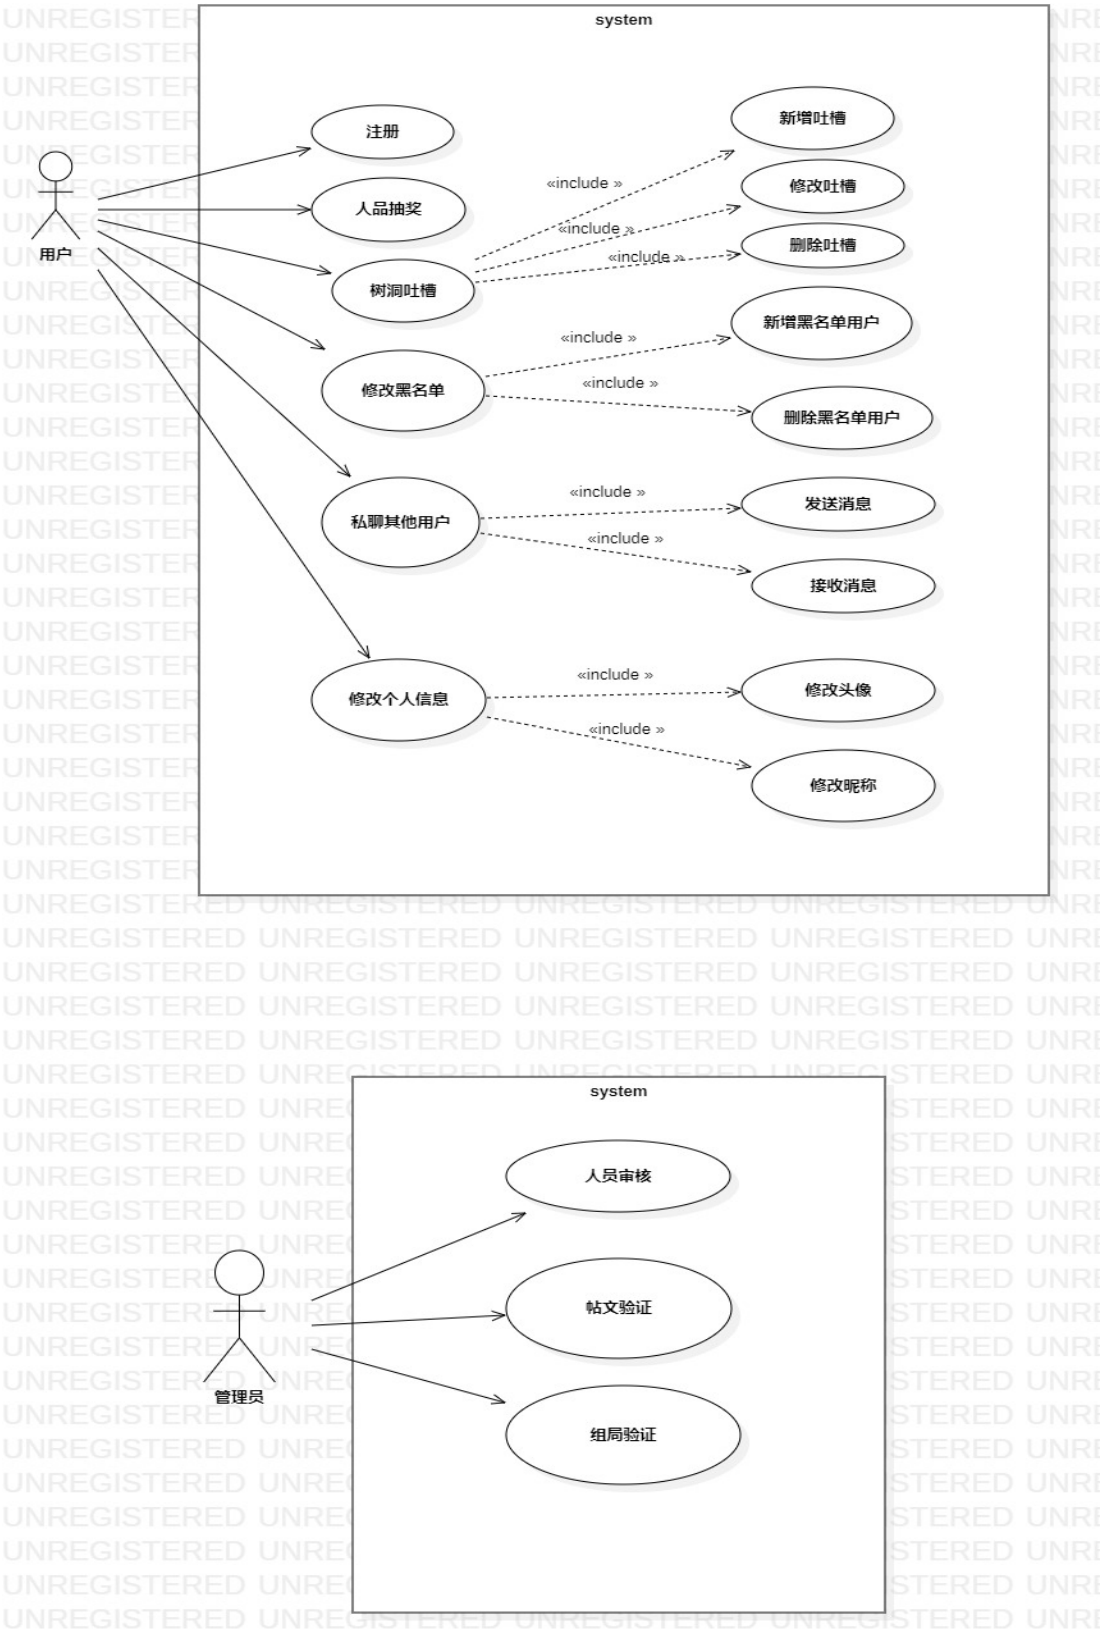 system
注册
新增吐槽
人品抽奖
«include »
修改吐槽
«include »
删除吐槽
用户
«include »
树洞吐槽
新增黑名单用户
«include »
修改黑名单
«include »
删除黑名单用户
«include »
发送消息
私聊其他用户
«include »
接收消息
«include »
修改头像
修改个人信息
«include »
修改昵称
system
人员审核
帖文验证
管理员
组局验证
UNREGISTERED